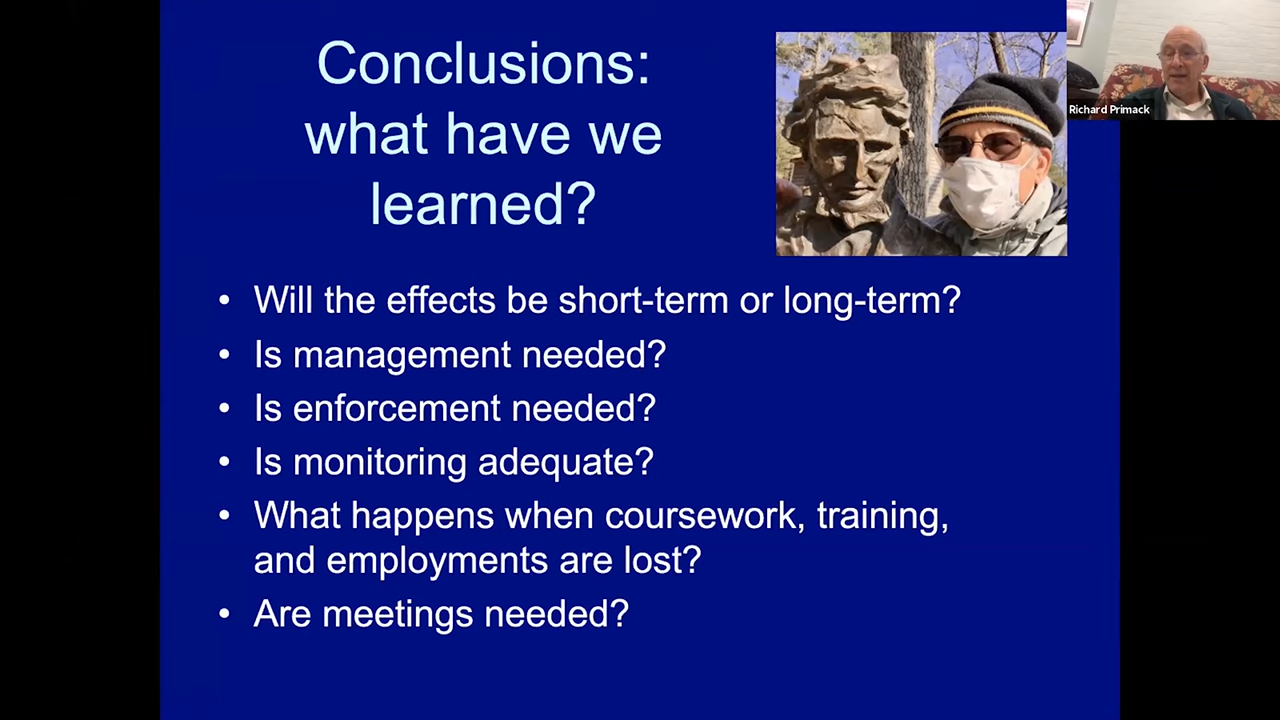 Conclusions:
what have we
learned?
Richard Primack
• Will the effects be short-term or long-term?
• Is management needed?
• Is enforcement needed?
• Is monitoring adequate?
• What happens when coursework, training,
and employments are lost?
• Are meetings needed?